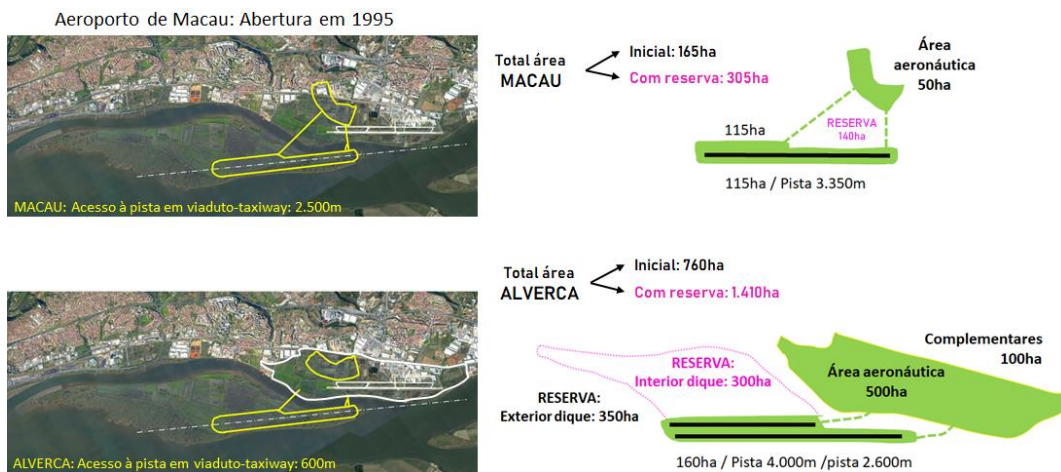 Aeroporto de Macau: Abertura em 1995
MACAU: Acesso à pista em viaduto-taxiway: 2.500m
Total área
MACAU
Inicial: 165ha
Com reserva: 305ha
Área
aeronáutica
50ha
115ha
RESERVA
140ha
115ha / Pista 3.350m
ALVERCA: Acesso à pista em viaduto-taxiway: 600m
Total área
ALVERCA
Inicial: 760ha
Com reserva: 1.410ha
Complementares
100ha
RESERVA:
Interior dique: 300ha
Área aeronáutica
500ha
RESERVA:
Exterior dique: 350ha
160ha / Pista 4.000m /pista 2.600m